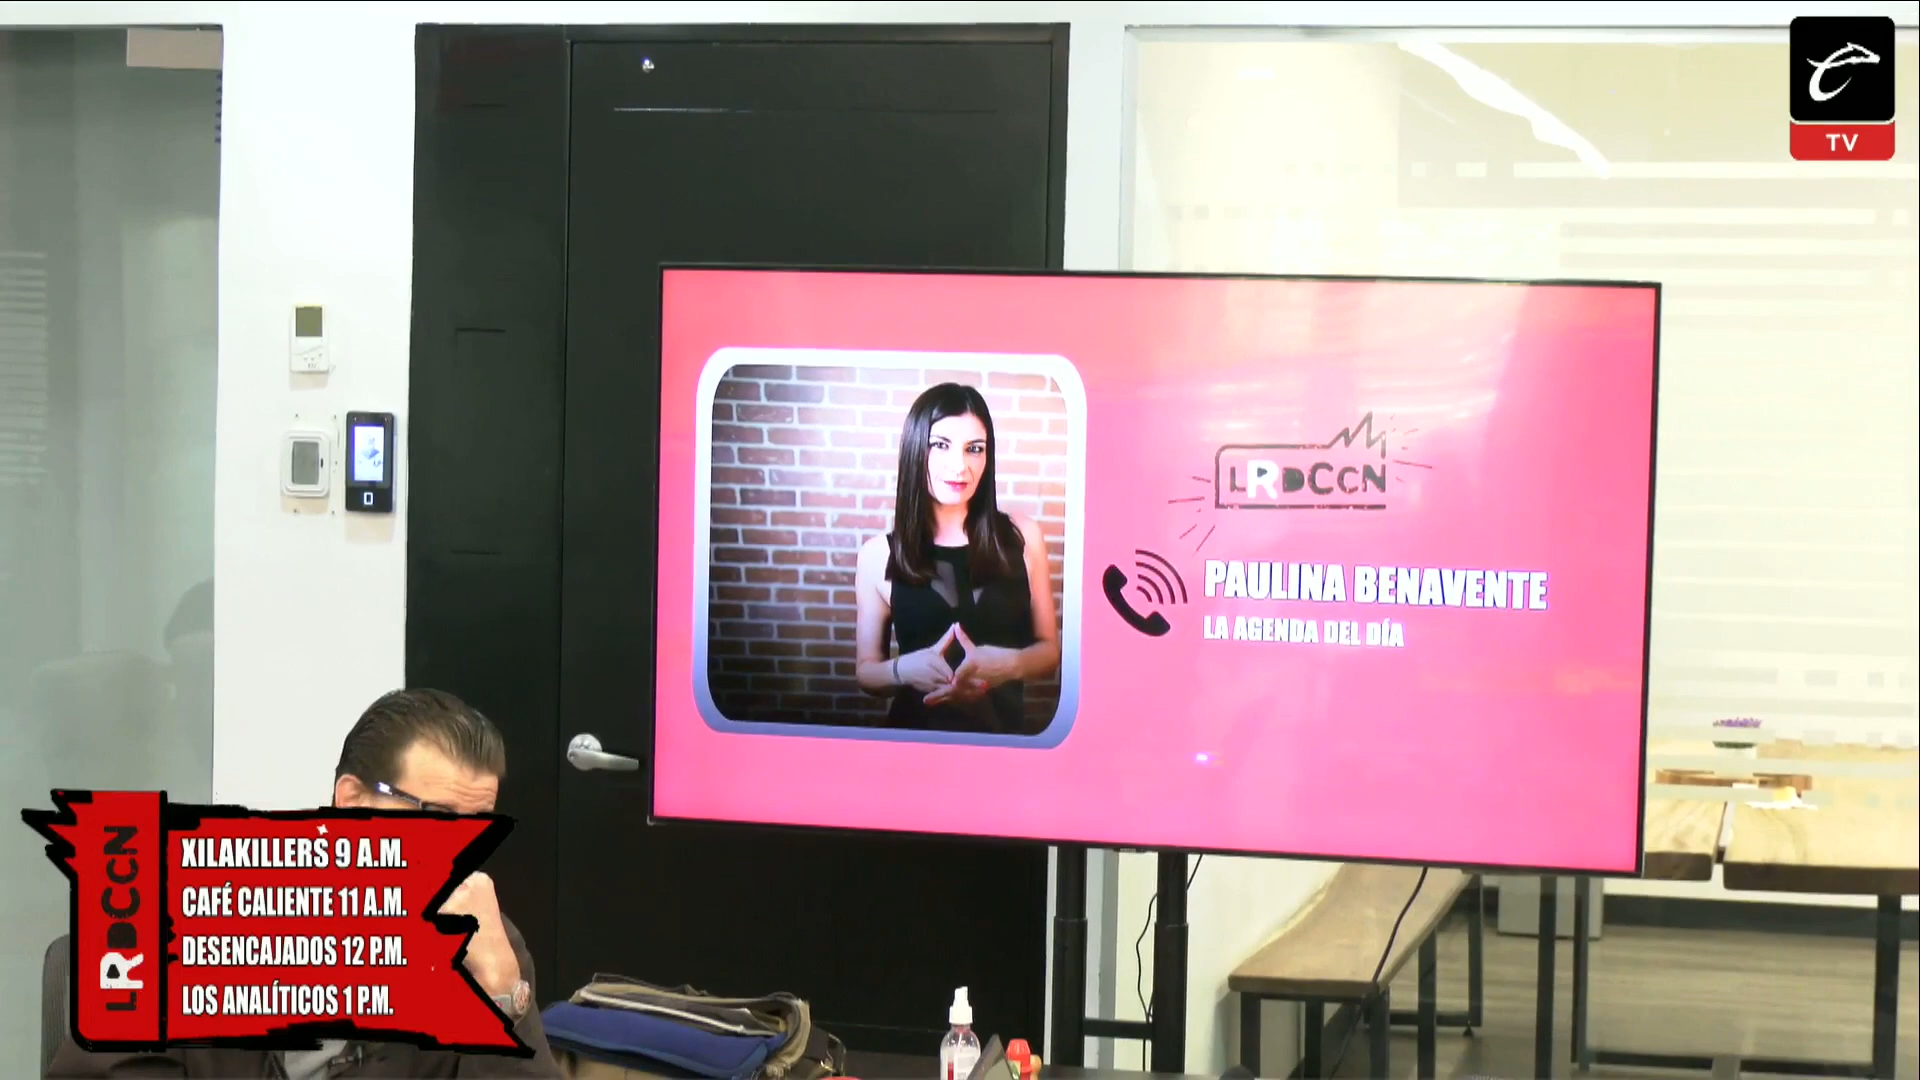 TV
LRDCCN
PAULINA BENAVENTE
LA AGENDA DEL DÍA
LRDCCN
XILAKILLERS 9 A.M.
CAFÉ CALIENTE 11 A.M.
DESENCAJADOS 12 P.M.
LOS ANALÍTICOS 1 P.M.